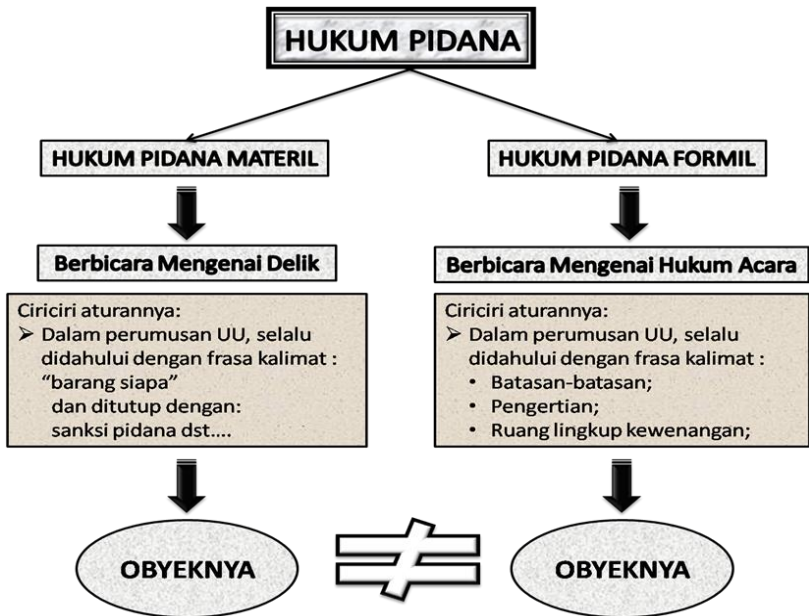 HUKUM PIDANA
HUKUM PIDANA MATERIL
Berbicara Mengenai Delik
Ciriciri aturannya:
➢ Dalam perumusan UU, selalu
didahului dengan frasa kalimat :
“barang siapa”
dan ditutup dengan:
sanksi pidana dst....
OBYEKNYA
≠
HUKUM PIDANA FORMIL
Berbicara Mengenai Hukum Acara
Ciriciri aturannya:
➢ Dalam perumusan UU, selalu
didahului dengan frasa kalimat :
• Batasan-batasan;
• Pengertian;
• Ruang lingkup kewenangan;
OBYEKNYA